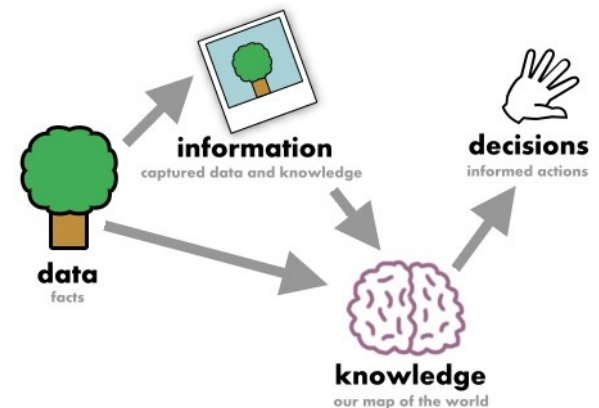 information
captured data and knowledge
decisions
informed actions
data
facts
knowledge
our map of the world